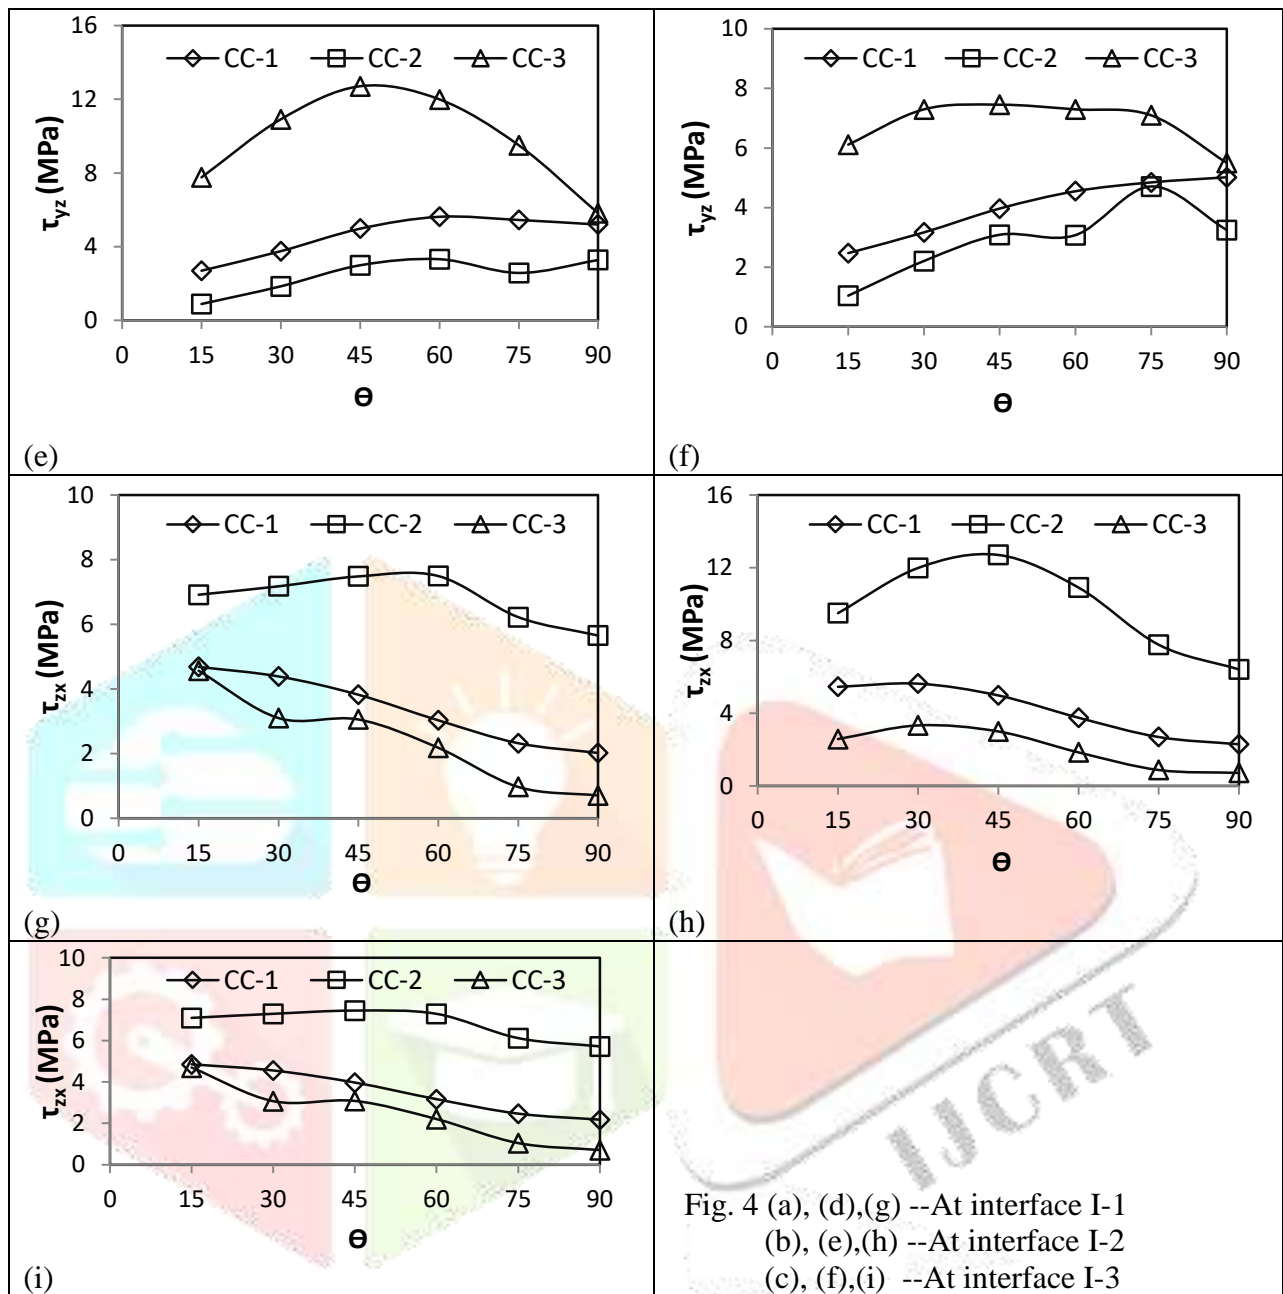 16
12
8
4
0
τyz (MPa)
CC-1 CC-2 CC-3
0 15 30 45 60 75 90
Ө
(e)
10
8
6
4
2
0
τyz (MPa)
CC-1 CC-2 CC-3
0 15 30 45 60 75 90
Ө
(f)
10
8
6
4
2
0
τzx (MPa)
CC-1 CC-2 CC-3
0 15 30 45 60 75 90
Ө
(g)
16
12
8
4
0
τzx (MPa)
CC-1 CC-2 CC-3
0 15 30 45 60 75 90
Ө
(h)
10
8
6
4
2
0
τzx (MPa)
CC-1 CC-2 CC-3
0 15 30 45 60 75 90
Ө
(i)
Fig. 4 (a), (d),(g) --At interface I-1
(b), (e),(h) --At interface I-2
(c), (f),(i) --At interface I-3
IJCRT